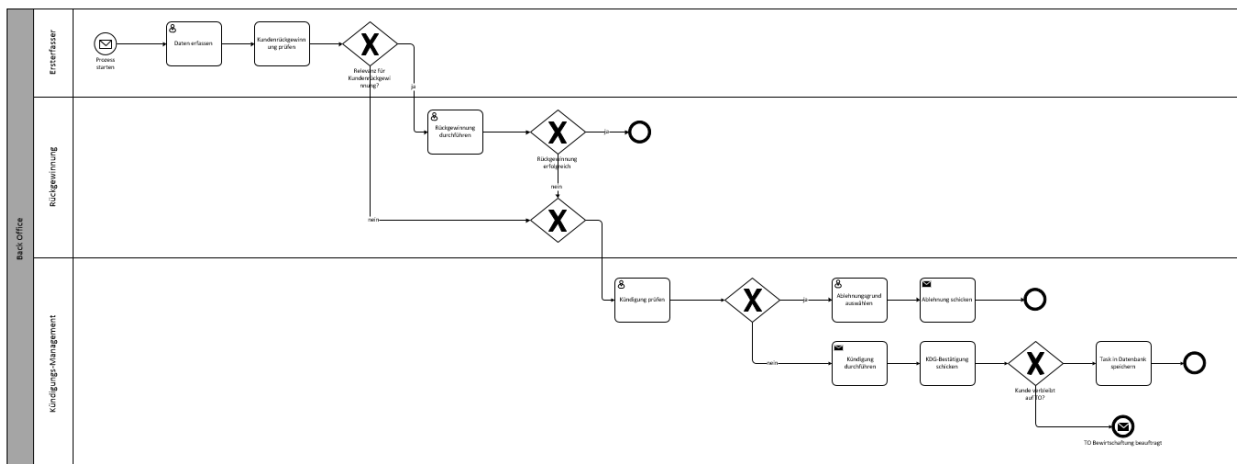 Back Office
Ersterfasser
Prozess
starten
Daten erfassen
Kundenrückgewinn
ung prüfen
Relevanz für
Kundenrückgewi
nnung?
ja
nein
Rückgewinnung
Rückgewinnung
durchführen
Rückgewinnung
erfolgreich
ja
nein
Kündigungs-Management
Kündigung prüfen
ja
Ablehnungsgrund
auswählen
Ablehnung schicken
nein
Kündigung
durchführen
KDG-Bestätigung
schicken
Kunde verbleibt
auf TO?
Task in Datenbank
speichern
TO Bewirtschaftung beauftragt